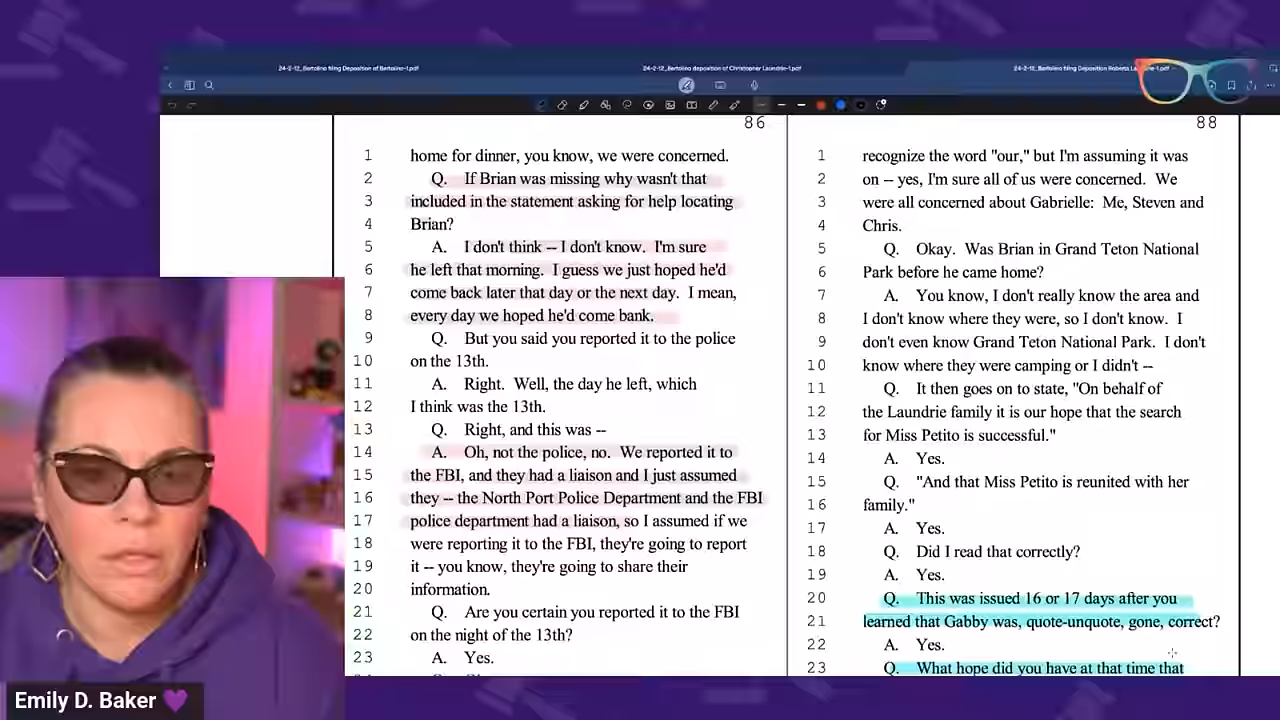 24-2-12_Bertolino filing Deposition of Bertolino-1.pdf
24-2-12_Bertolino deposition of Christopher Laundrie-1.pdf
24-2-12_Bertolino filing Deposition Roberta
86
1 home for dinner, you know, we were concerned.
2 Q. If Brian was missing why wasn't that
3 included in the statement asking for help locating
4 Brian?
5 A. I don't think -- I don't know. I'm sure
6 he left that morning. I guess we just hoped he'd
7 come back later that day or the next day. I mean,
8 every day we hoped he'd come bank.
9 Q. But you said you reported it to the police
10 on the 13th.
11 A. Right. Well, the day he left, which
12 I think was the 13th.
13 Q. Right, and this was --
14 A. Oh, not the police, no. We reported it to
15 the FBI, and they had a liaison and I just assumed
16 they -- the North Port Police Department and the FBI
17 police department had a liaison, so I assumed if we
18 were reporting it to the FBI, they're going to report
19 it -- you know, they're going to share their
20 information.
21 Q. Are you certain you reported it to the FBI
22 on the night of the 13th?
23 A. Yes.
88
1 recognize the word "our," but I'm assuming it was
2 on -- yes, I'm sure all of us were concerned. We
3 were all concerned about Gabrielle: Me, Steven and
4 Chris.
5 Q. Okay. Was Brian in Grand Teton National
6 Park before he came home?
7 A. You know, I don't really know the area and
8 I don't know where they were, so I don't know. I
9 don't even know Grand Teton National Park. I don't
10 know where they were camping or I didn't --
11 Q. It then goes on to state, "On behalf of
12 the Laundrie family it is our hope that the search
13 for Miss Petito is successful."
14 A. Yes.
15 Q. "And that Miss Petito is reunited with her
16 family."
17 A. Yes.
18 Q. Did I read that correctly?
19 A. Yes.
20 Q. This was issued 16 or 17 days after you
21 learned that Gabby was, quote-unquote, gone, correct?
22 A. Yes.
23 Q. What hope did you have at that time that
Emily D. Baker 💜